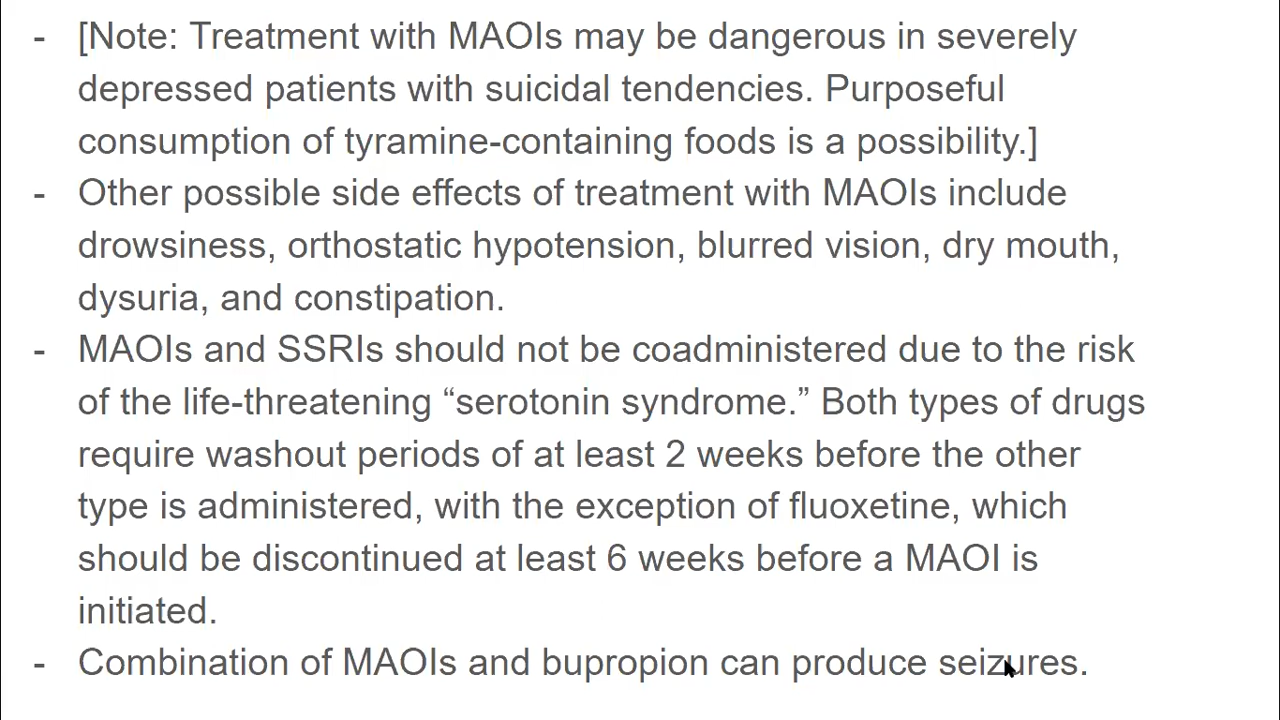 - [Note: Treatment with MAOIs may be dangerous in severely
depressed patients with suicidal tendencies. Purposeful
consumption of tyramine-containing foods is a possibility.]
- Other possible side effects of treatment with MAOIs include
drowsiness, orthostatic hypotension, blurred vision, dry mouth,
dysuria, and constipation.
- MAOIs and SSRIs should not be coadministered due to the risk
of the life-threatening “serotonin syndrome.” Both types of drugs
require washout periods of at least 2 weeks before the other
type is administered, with the exception of fluoxetine, which
should be discontinued at least 6 weeks before a MAOI is
initiated.
- Combination of MAOIs and bupropion can produce seizures.